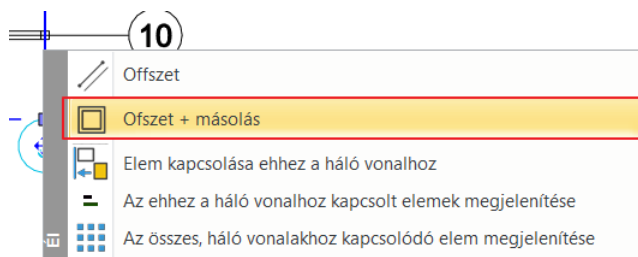 10
Offszet
Ofszet + másolás
Elem kapcsolása ehhez a háló vonalhoz
Az ehhez a háló vonalhoz kapcsolt elemek megjelenítése
Az összes, háló vonalakhoz kapcsolódó elem megjelenítése
Él